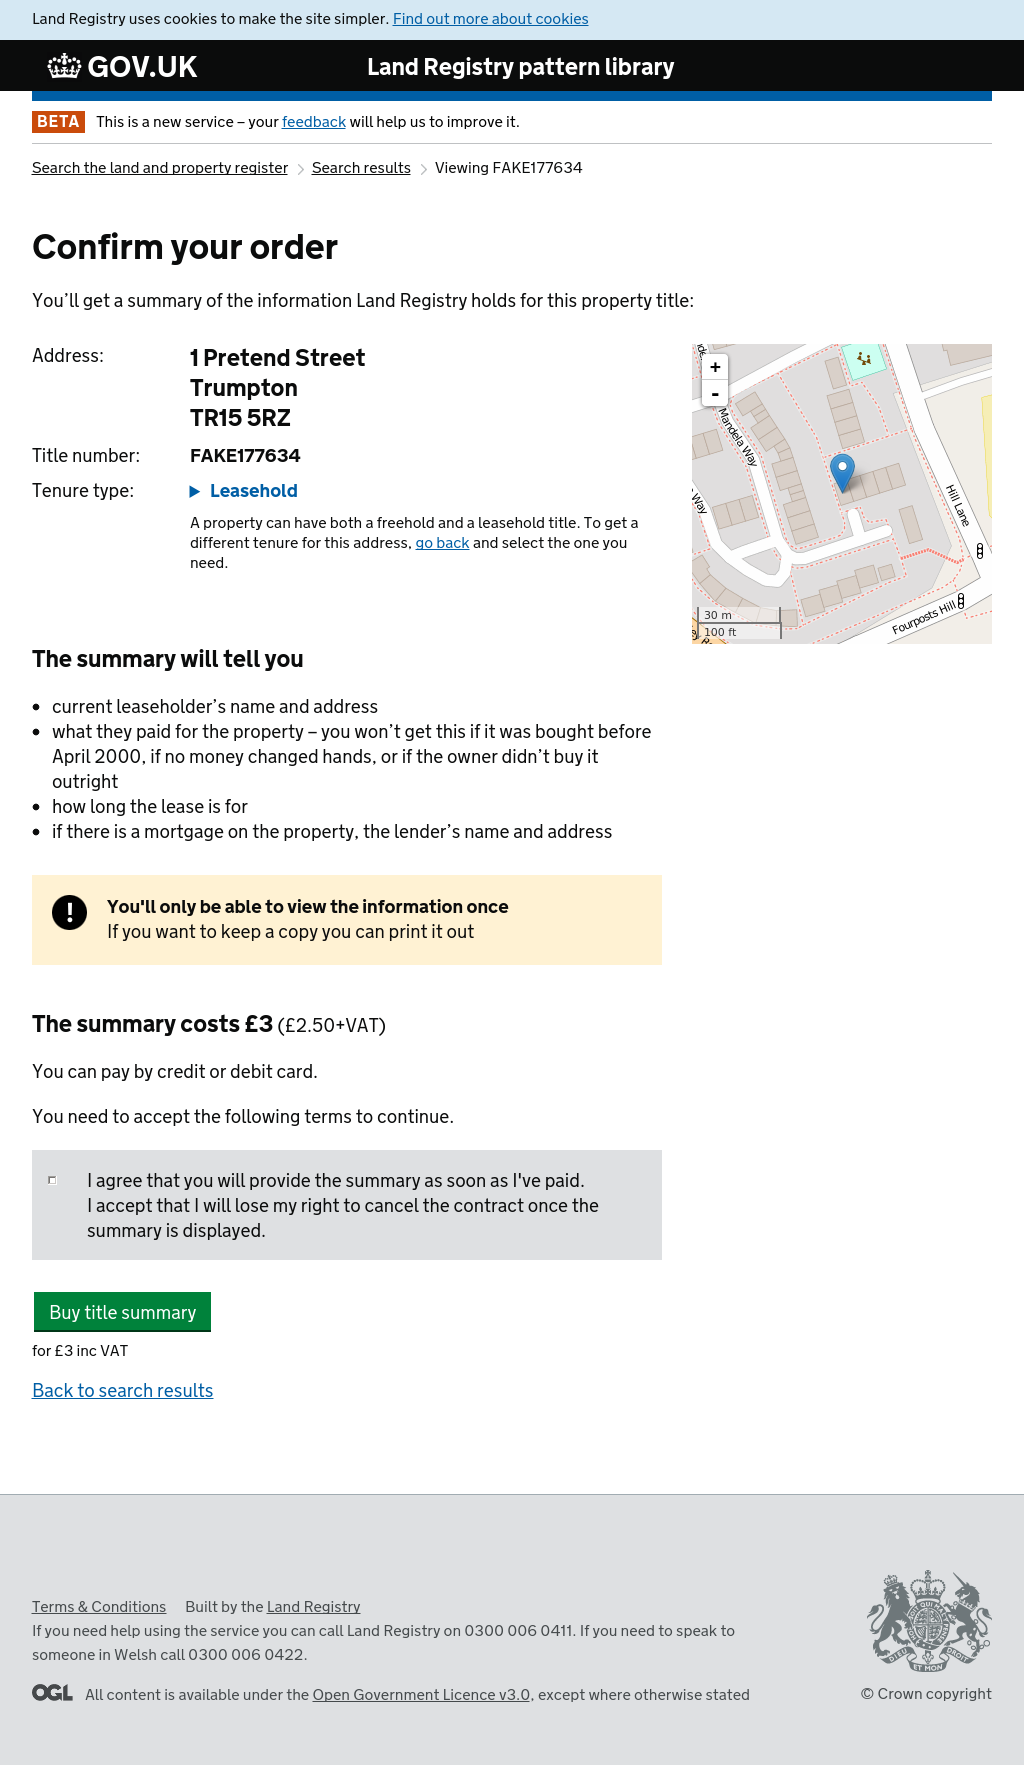 Land Registry uses cookies to make the site simpler. Find out more about cookies
GOV.UK
Land Registry pattern library
BETA This is a new service – your feedback will help us to improve it.
Search the land and property register Search results Viewing FAKE177634
Confirm your order
You’ll get a summary of the information Land Registry holds for this property title:
Address: 1 Pretend Street
Trumpton
TR15 5RZ
Title number: FAKE177634
Tenure type: Leasehold
A property can have both a freehold and a leasehold title. To get a
different tenure for this address, go back and select the one you
need.
+
-
Mandela Way
Way
Hill Lane
Fourposts Hill
30 m
100 ft
The summary will tell you
• current leaseholder’s name and address
• what they paid for the property – you won’t get this if it was bought before
April 2000, if no money changed hands, or if the owner didn’t buy it
outright
• how long the lease is for
• if there is a mortgage on the property, the lender’s name and address
! You'll only be able to view the information once
If you want to keep a copy you can print it out
The summary costs £3 (£2.50+VAT)
You can pay by credit or debit card.
You need to accept the following terms to continue.
I agree that you will provide the summary as soon as I've paid.
I accept that I will lose my right to cancel the contract once the
summary is displayed.
Buy title summary
for £3 inc VAT
Back to search results
Terms & Conditions Built by the Land Registry
If you need help using the service you can call Land Registry on 0300 006 0411. If you need to speak to
someone in Welsh call 0300 006 0422.
OGL All content is available under the Open Government Licence v3.0, except where otherwise stated
DIEU ET MON DROIT
© Crown copyright